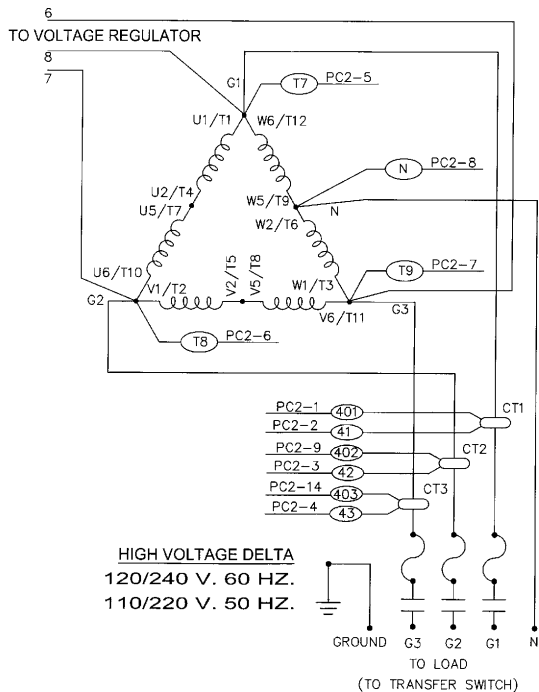 6
TO VOLTAGE REGULATOR
8
7
G1
T7 PC2-5
U1/T1 W6/T12
N PC2-8
U2/T4 W5/T9
U5/T7 W2/T6 N
T9 PC2-7
U6/T10 W1/T3
V1/T2 V2/T5 V5/T8
G2 V6/T11 G3
T8 PC2-6
PC2-1 401 CT1
PC2-2 41
PC2-9 402 CT2
PC2-3 42
PC2-14 403 CT3
PC2-4 43
HIGH VOLTAGE DELTA
120/240 V. 60 HZ.
110/220 V. 50 HZ.
GROUND G3 G2 G1 N
TO LOAD
(TO TRANSFER SWITCH)